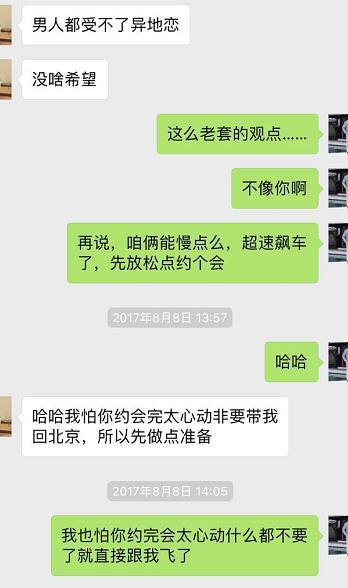 男人都受不了异地恋
没啥希望
这么老套的观点……
不像你啊
再说，咱俩能慢点么，超速飙车
了，先放松点约个会
2017年8月8日 13:57
哈哈
哈哈我怕你约会完太心动非要带我
回北京，所以先做点准备
2017年8月8日 14:05
我也怕你约完会太心动什么都不要
了就直接跟我飞了